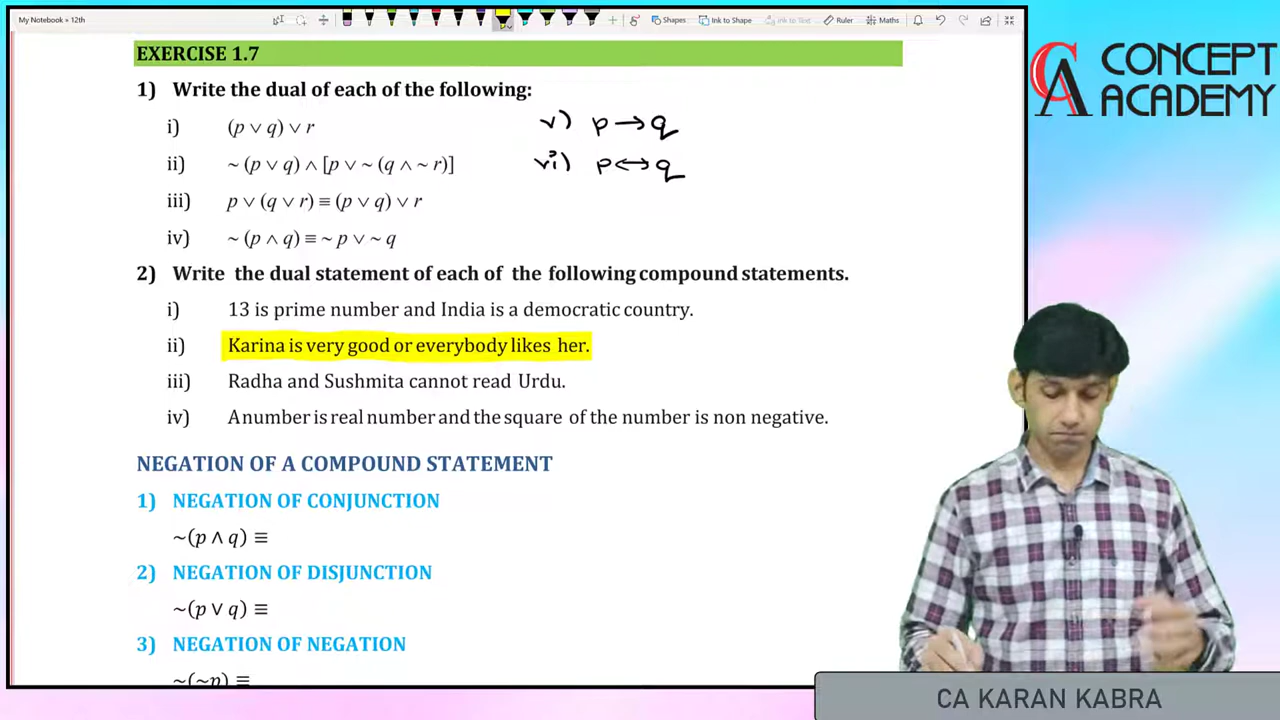 My Notebook > 12th
Shapes
Ink to Shape
Ink to Text
Ruler
Maths
CONCEPT
ACADEMY
EXERCISE 1.7
1) Write the dual of each of the following:
i) (p ∨ q) ∨ r
v) p → q
ii) ~ (p ∨ q) ∧ [p ∨ ~ (q ∧ ~ r)]
vi) p ↔ q
iii) p ∨ (q ∨ r) ≡ (p ∨ q) ∨ r
iv) ~ (p ∧ q) ≡ ~ p ∨ ~ q
2) Write the dual statement of each of the following compound statements.
i) 13 is prime number and India is a democratic country.
ii) Karina is very good or everybody likes her.
iii) Radha and Sushmita cannot read Urdu.
iv) Anumber is real number and the square of the number is non negative.
NEGATION OF A COMPOUND STATEMENT
1) NEGATION OF CONJUNCTION
~(p ∧ q) ≡
2) NEGATION OF DISJUNCTION
~(p ∨ q) ≡
3) NEGATION OF NEGATION
~(~p) ≡
CA KARAN KABRA